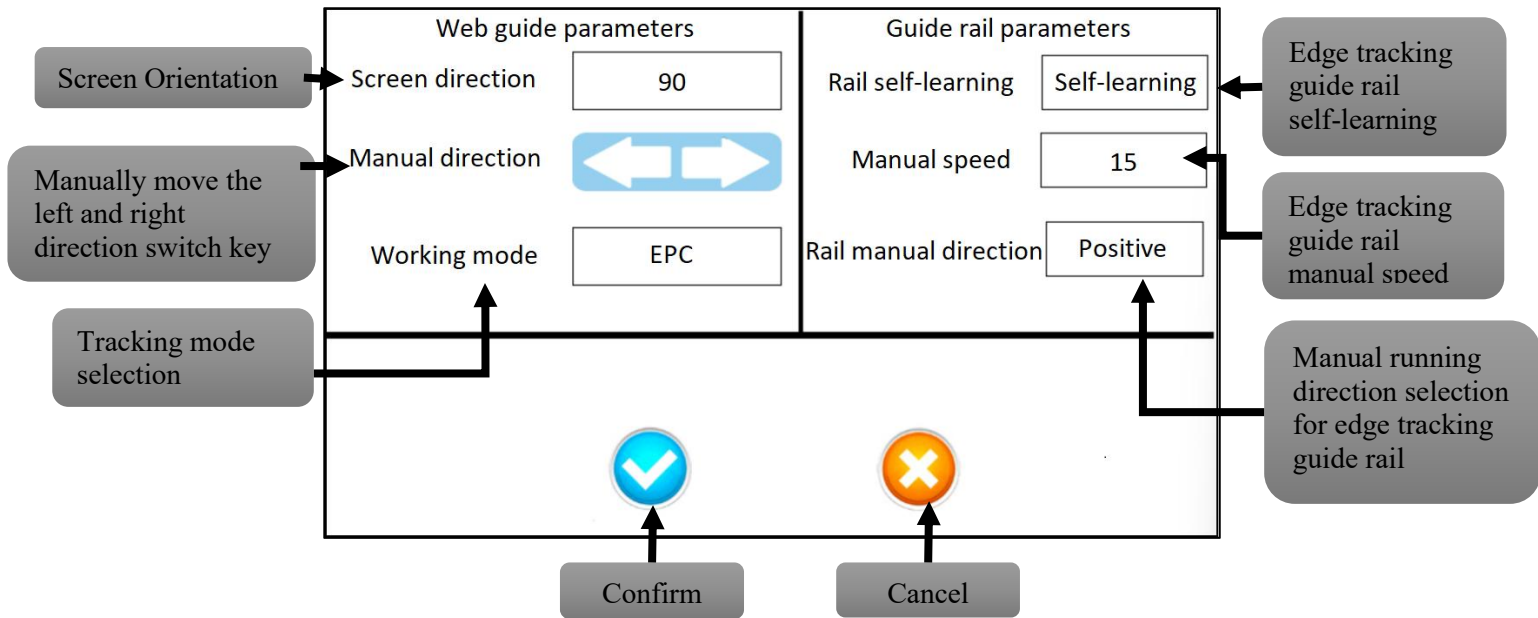 Web guide parameters
Guide rail parameters
Screen Orientation
Screen direction
90
Rail self-learning
Self-learning
Edge tracking
guide rail
self-learning
Manually move the
left and right
direction switch key
Manual direction
Manual speed
15
Edge tracking
guide rail
manual speed
Working mode
EPC
Rail manual direction
Positive
Tracking mode
selection
Manual running
direction selection
for edge tracking
guide rail
Confirm
Cancel